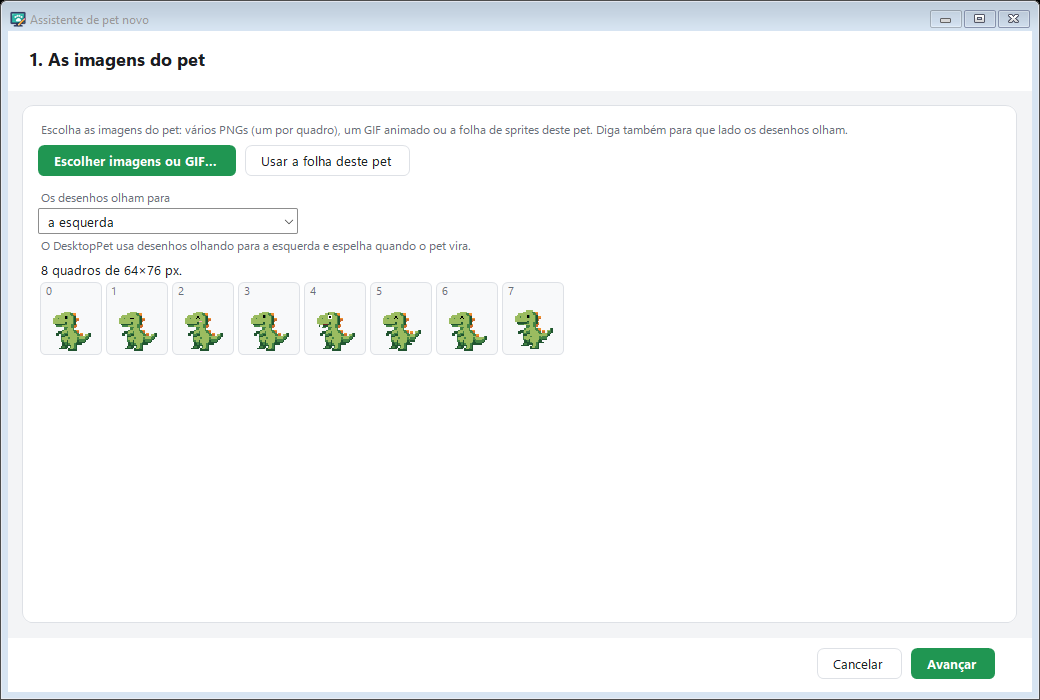 Assistente de pet novo
1. As imagens do pet
Escolha as imagens do pet: vários PNGs (um por quadro), um GIF animado ou a folha de sprites deste pet. Diga também para que lado os desenhos olham.
Escolher imagens ou GIF...
Usar a folha deste pet
Os desenhos olham para
a esquerda
O DesktopPet usa desenhos olhando para a esquerda e espelha quando o pet vira.
8 quadros de 64×76 px.
0 1 2 3 4 5 6 7
Cancelar
Avançar